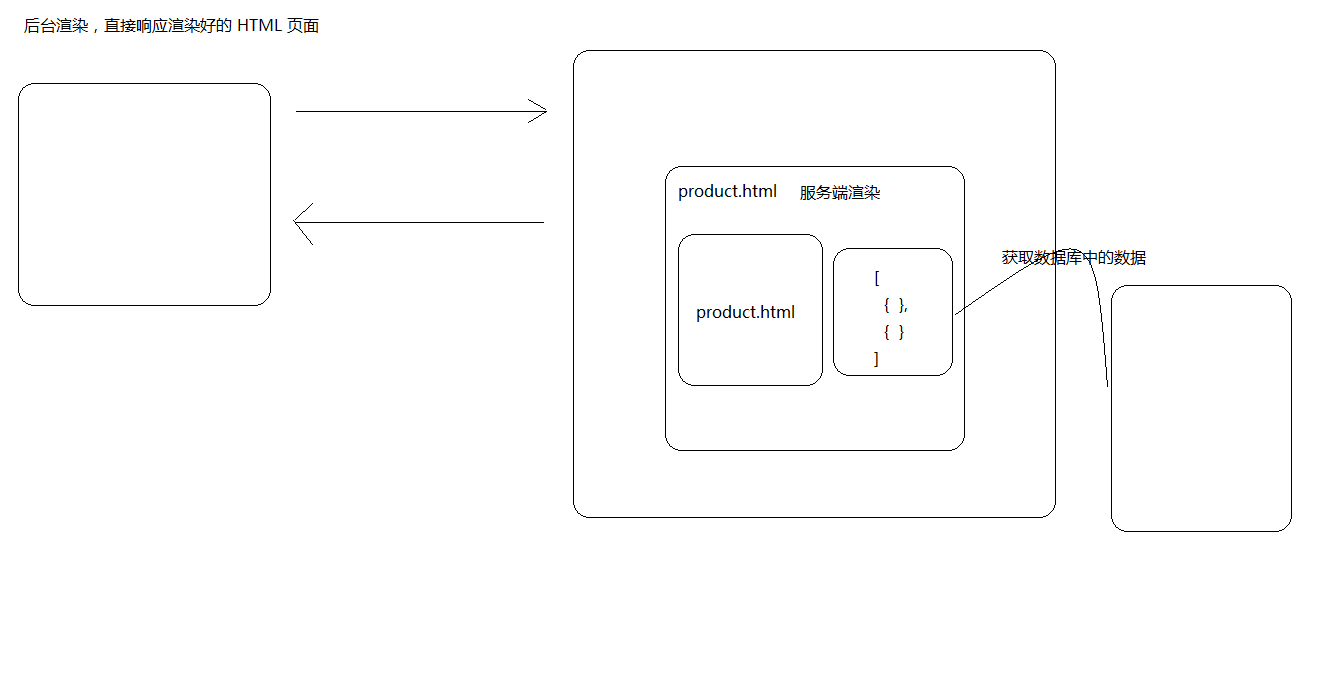 后台渲染，直接响应渲染好的 HTML 页面
product.html 服务端渲染
获取数据库中的数据
product.html
[
{ },
{ }
]